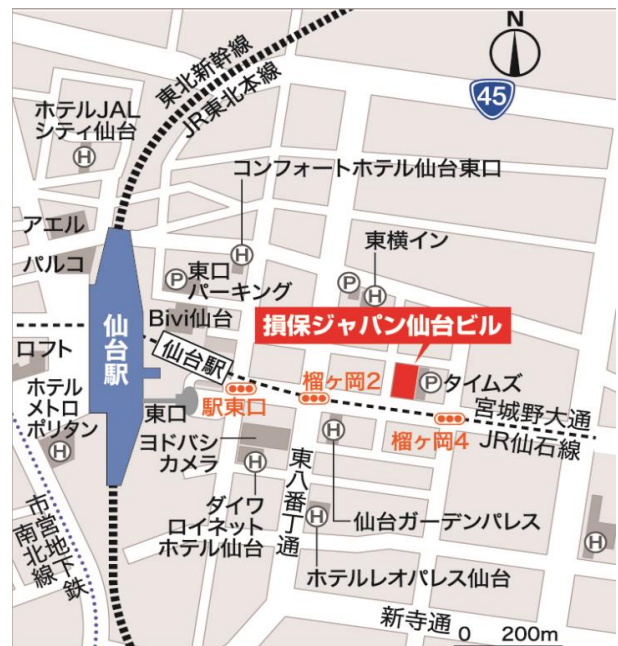 N
東北新幹線
JR東北本線
45
ホテルJAL
シティ仙台
H
コンフォートホテル仙台東口
H
アエル
パルコ
東横イン
P
H
P
東口
パーキング
Bivi仙台
損保ジャパン仙台ビル
仙台駅
仙台駅
ロフト
榴ヶ岡2
P
タイムズ
ホテル
メトロ
ポリタン
H
東口
駅東口
宮城野大通
榴ヶ岡4
JR仙石線
ヨドバシ
カメラ
H
H
東八番丁通
ダイワ
ロイネット
ホテル仙台
仙台ガーデンパレス
市営地下鉄
南北線
H
H
ホテルレオパレス仙台
新寺通
0 200m